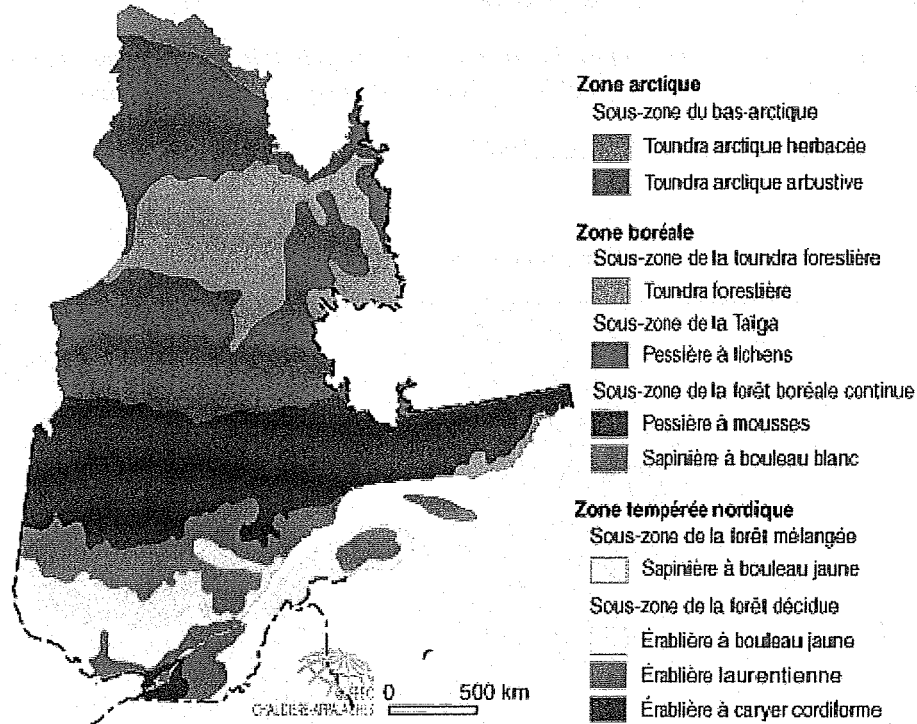 Zone arctique
Sous-zone du bas-arctique
Toundra arctique herbacée
Toundra arctique arbustive
Zone boréale
Sous-zone de la toundra forestière
Toundra forestière
Sous-zone de la Taïga
Pessière à lichens
Sous-zone de la forêt boréale continue
Pessière à mousses
Sapinière à bouleau blanc
Zone tempérée nordique
Sous-zone de la forêt mélangée
Sapinière à bouleau jaune
Sous-zone de la forêt décidue
Érablière à bouleau jaune
Érablière laurentienne
Érablière à caryer cordiforme
CHAUDIÈRE-APPALACHES
0 500 km